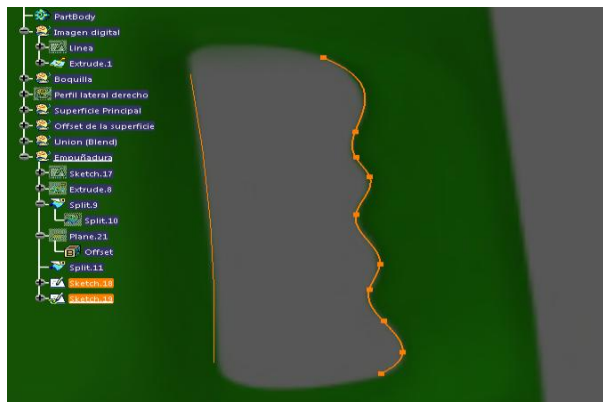 PartBody
Imagen digital
Linea
Extrude.1
Boquilla
Perfil lateral derecho
Superficie Principal
Offset de la superficie
Union (Blend)
Empuñadura
Sketch.17
Extrude.8
Split.9
Split.10
Plane.21
Offset
Split.11
Sketch.18
Sketch.19